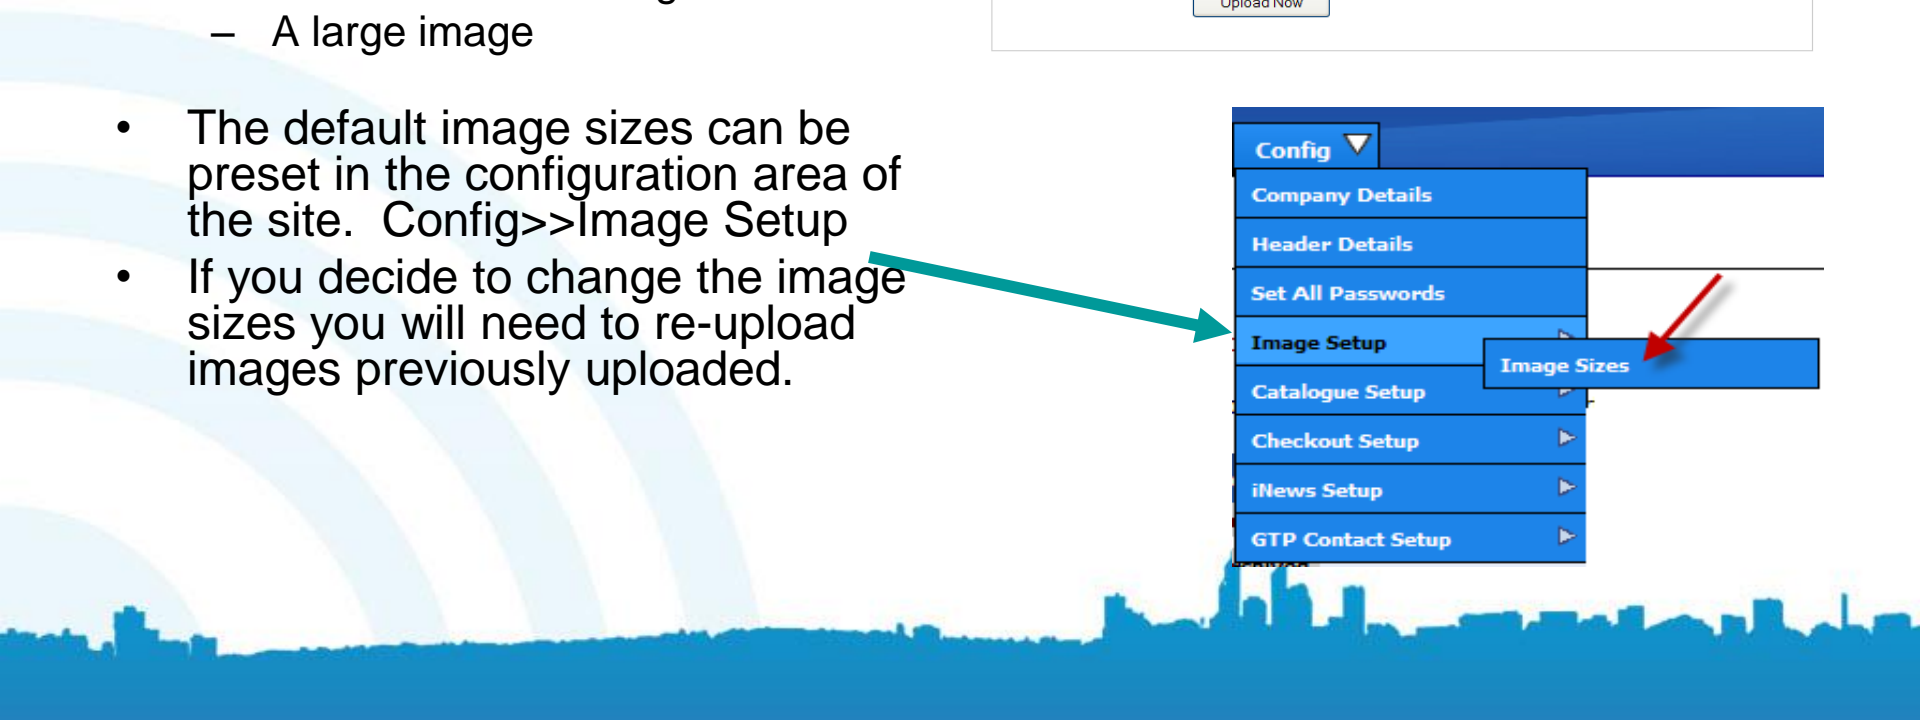 – A large image
Upload Now
• The default image sizes can be
preset in the configuration area of
the site.  Config>>Image Setup
• If you decide to change the image
sizes you will need to re-upload
images previously uploaded.
Config
Company Details
Header Details
Set All Passwords
Image Setup
Image Sizes
Catalogue Setup
Checkout Setup
iNews Setup
GTP Contact Setup